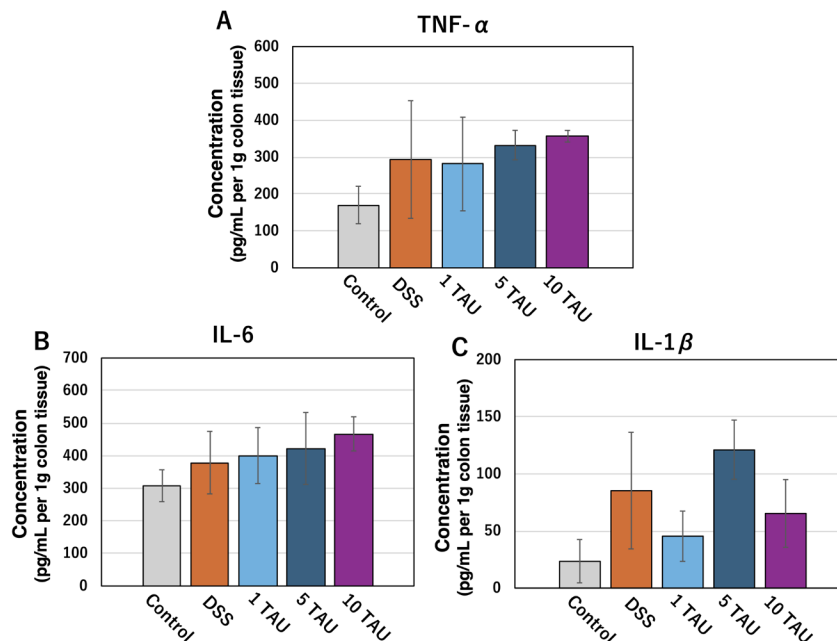 A
TNF-α
Concentration
(pg/mL per 1g colon tissue)
600
500
400
300
200
100
0
Control
DSS
1 TAU
5 TAU
10 TAU
B
IL-6
Concentration
(pg/mL per 1g colon tissue)
700
600
500
400
300
200
100
0
Control
DSS
1 TAU
5 TAU
10 TAU
C
IL-1β
Concentration
(pg/mL per 1g colon tissue)
200
150
100
50
0
Control
DSS
1 TAU
5 TAU
10 TAU